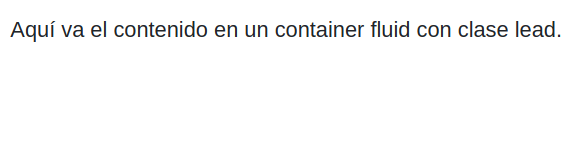 Aquí va el contenido en un container fluid con clase lead.